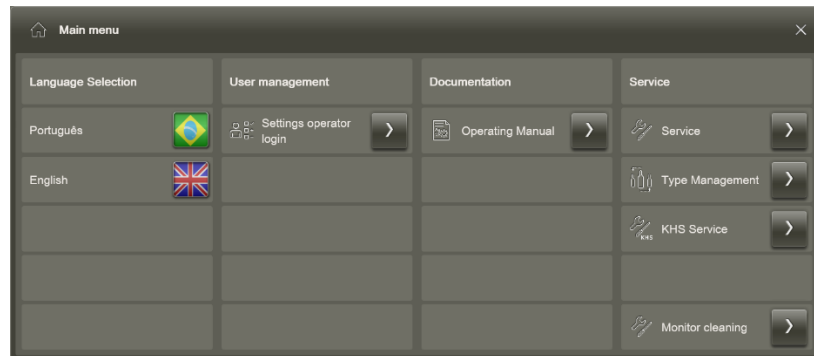 Main menu
Language Selection
User management
Documentation
Service
Português
Settings operator
login
Operating Manual
Service
English
Type Management
KHS
KHS Service
Monitor cleaning